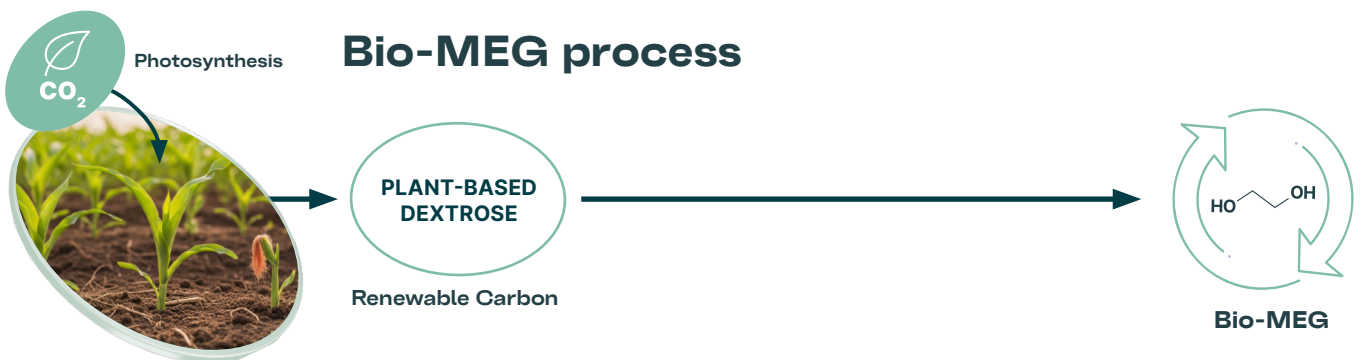 Bio-MEG process
CO₂
Photosynthesis
PLANT-BASED
DEXTROSE
Renewable Carbon
HO
OH
Bio-MEG